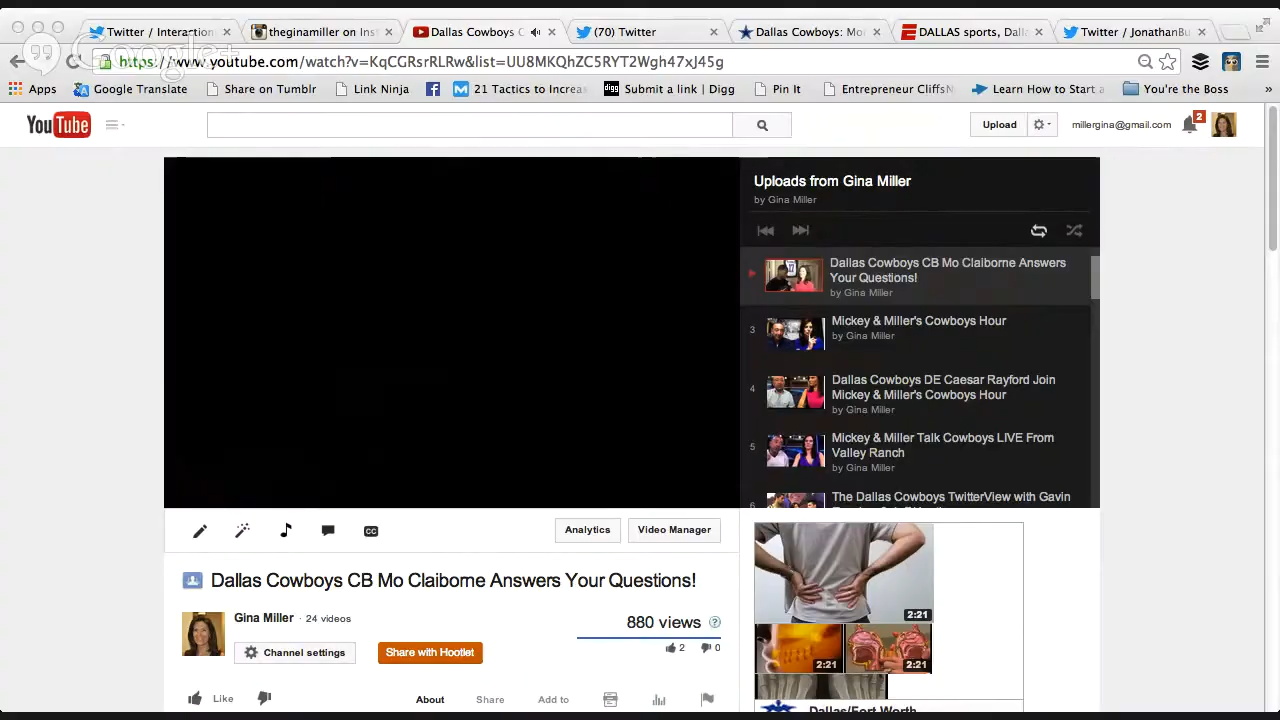 Twitter / Interact
theginamiller on In
Dallas Cowboys C
(70) Twitter
Dallas Cowboys: Mo
DALLAS sports, Dall
Twitter / JonathanBu
Google+
https://www.youtube.com/watch?v=KqCGRsrRLRw&list=UU8MKQhZC5RYT2Wgh47xJ45g
Apps
Google Translate
Share on Tumblr
Link Ninja
21 Tactics to Increas
Submit a link | Digg
Pin It
Entrepreneur CliffsN
Learn How to Start a
You're the Boss
»
YouTube
Upload
millergina@gmail.com
2
Uploads from Gina Miller
by Gina Miller
Dallas Cowboys CB Mo Claiborne Answers
Your Questions!
by Gina Miller
3
Mickey & Miller's Cowboys Hour
by Gina Miller
4
Dallas Cowboys DE Caesar Rayford Join
Mickey & Miller's Cowboys Hour
by Gina Miller
5
Mickey & Miller Talk Cowboys LIVE From
Valley Ranch
by Gina Miller
6
The Dallas Cowboys TwitterView with Gavin
CC
Analytics
Video Manager
Dallas Cowboys CB Mo Claiborne Answers Your Questions!
Gina Miller · 24 videos
880 views
Channel settings
Share with Hootlet
2
0
Like
About
Share
Add to
2:21
2:21
2:21
Dallas/Fort Worth